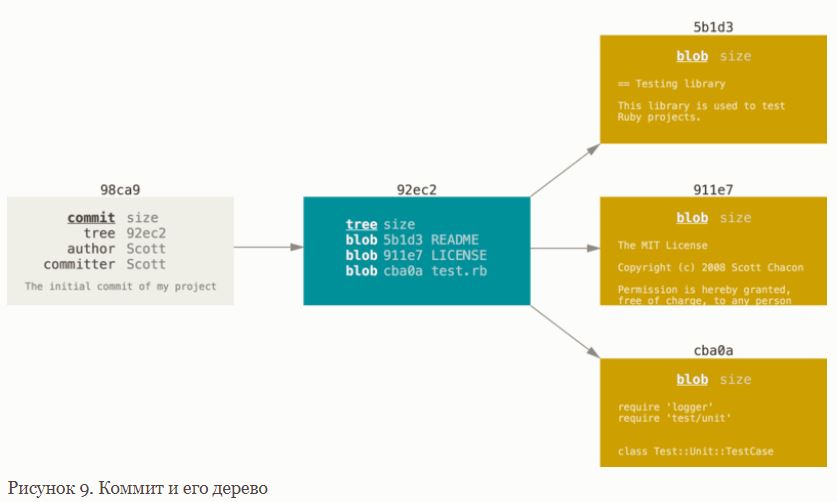 98ca9
commit size
tree 92ec2
author Scott
committer Scott
The initial commit of my project
92ec2
tree size
blob 5b1d3 README
blob 911e7 LICENSE
blob cba0a test.rb
5b1d3
blob size
== Testing library
This library is used to test
Ruby projects.
911e7
blob size
The MIT License
Copyright (c) 2008 Scott Chacon
Permission is hereby granted,
free of charge, to any person
cba0a
blob size
require 'logger'
require 'test/unit'
class Test::Unit::TestCase
Рисунок 9. Коммит и его дерево